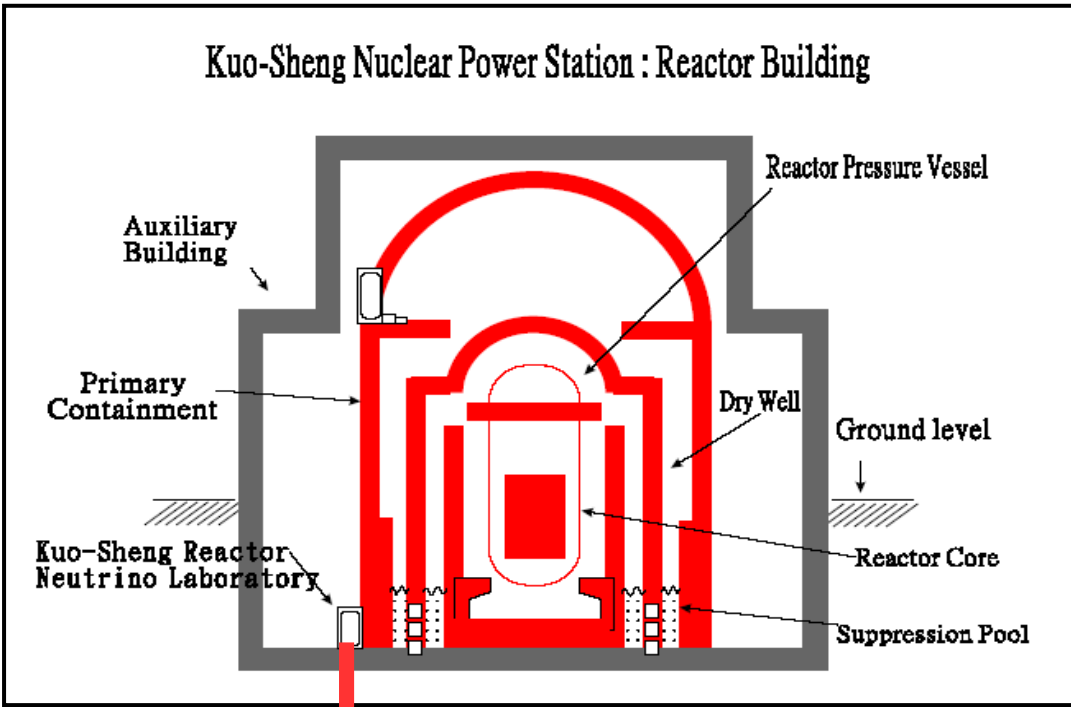 Kuo-Sheng Nuclear Power Station : Reactor Building
Reactor Pressure Vessel
Auxiliary
Building
Primary
Containment
Dry Well
Ground level
Kuo-Sheng Reactor
Neutrino Laboratory
Reactor Core
Suppression Pool